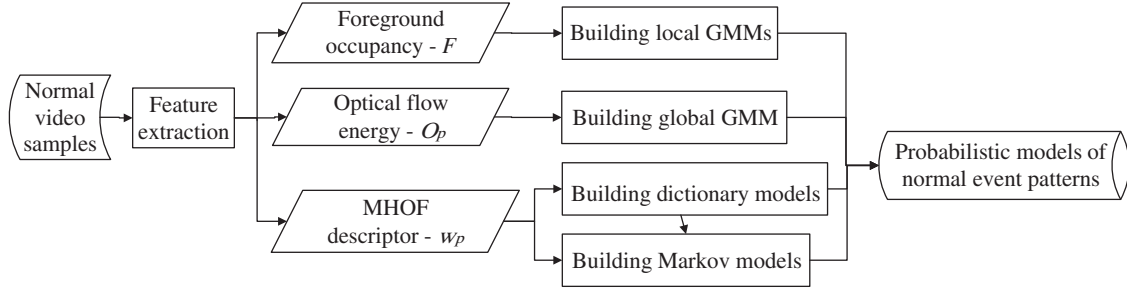 Normal
video
samples
Feature
extraction
Foreground
occupancy - F
Building local GMMs
Optical flow
energy - Op
Building global GMM
MHOF
descriptor - wp
Building dictionary models
Building Markov models
Probabilistic models of
normal event patterns